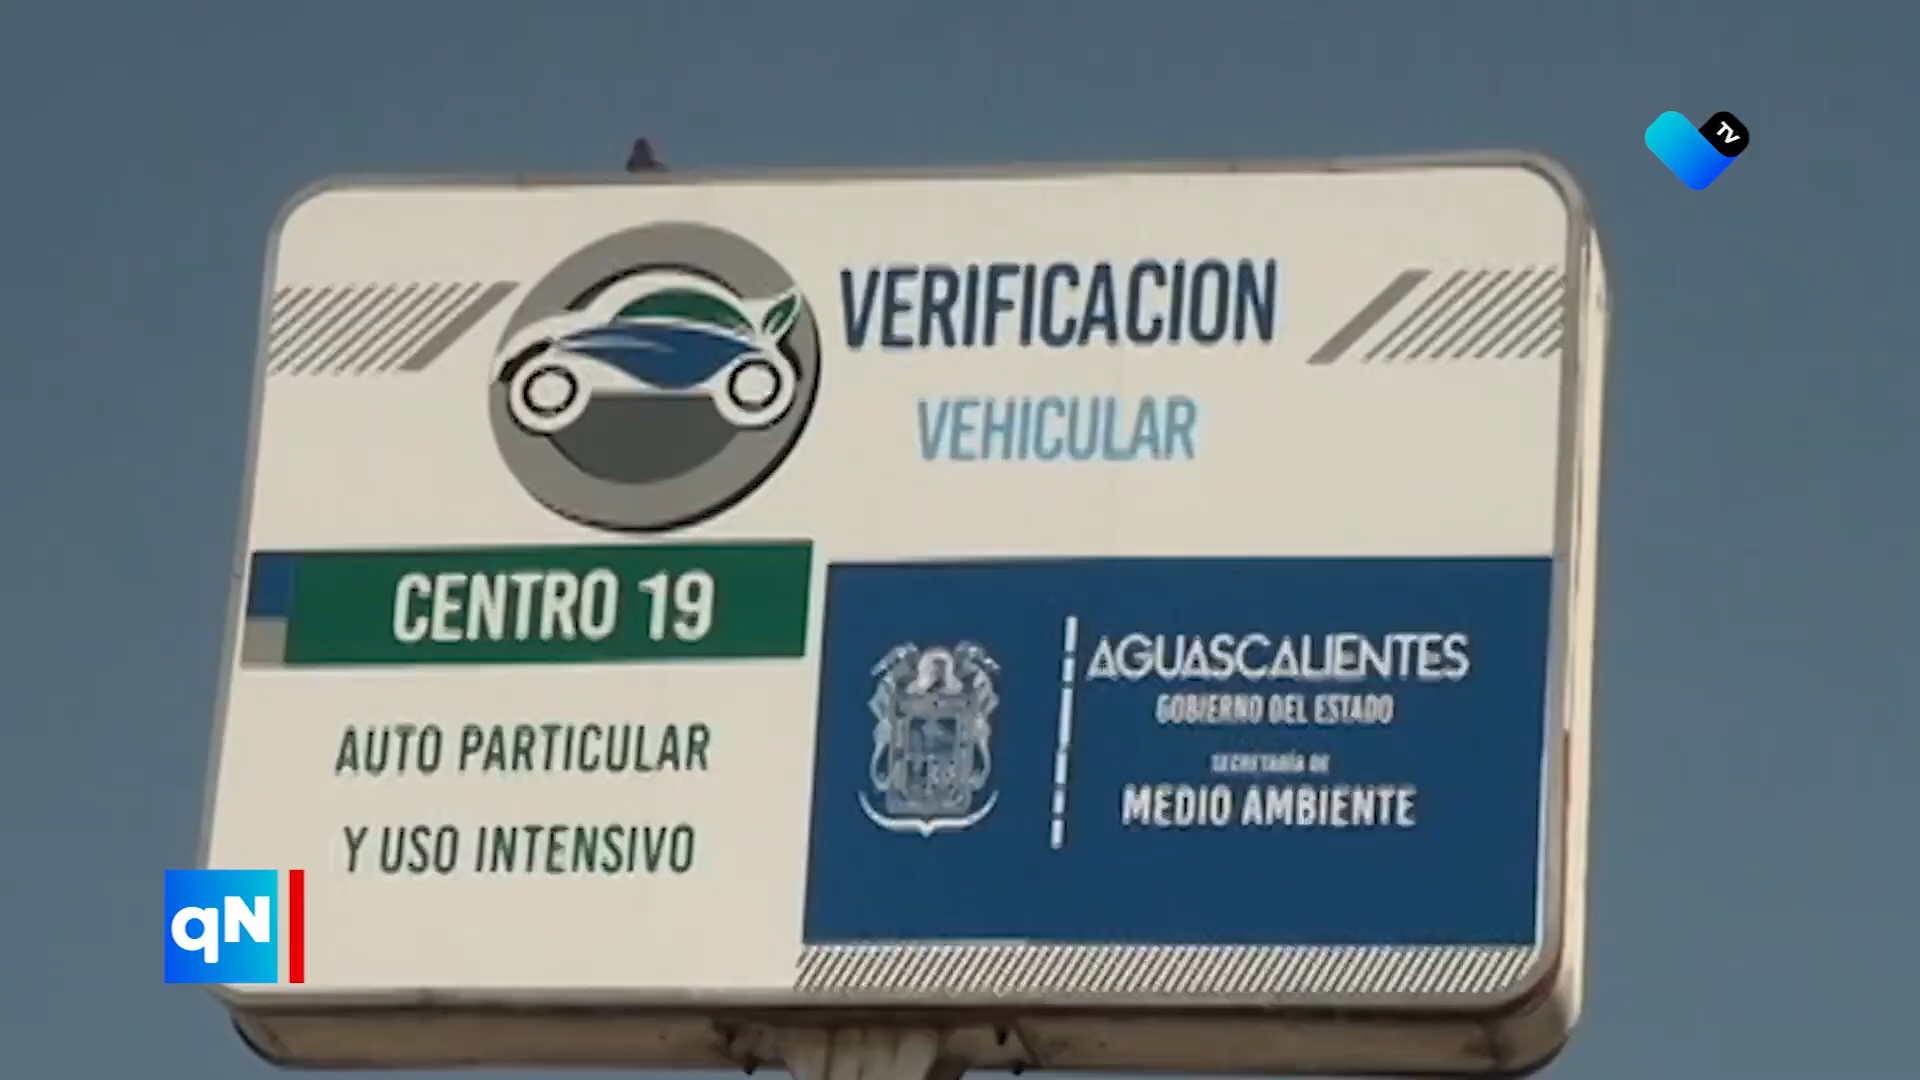 TV
VERIFICACION
VEHICULAR
CENTRO 19
AUTO PARTICULAR
Y USO INTENSIVO
AGUASCALIENTES
GOBIERNO DEL ESTADO
SECRETARÍA DE
MEDIO AMBIENTE
qN